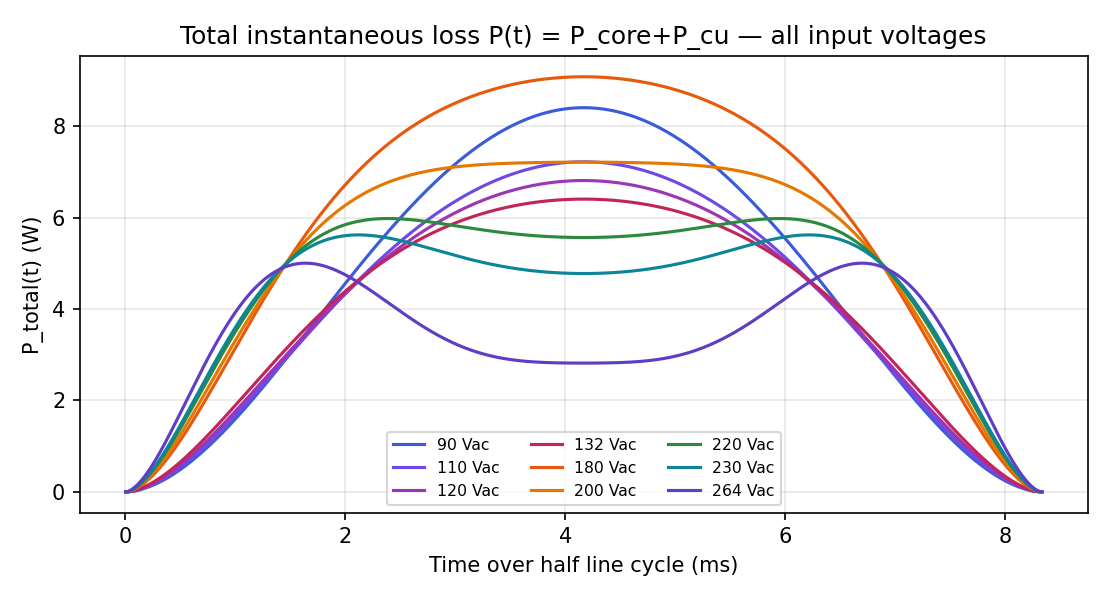 Total instantaneous loss P(t) = P_core+P_cu — all input voltages
P_total(t) (W)
8
6
4
2
0
90 Vac
110 Vac
120 Vac
132 Vac
180 Vac
200 Vac
220 Vac
230 Vac
264 Vac
0 2 4 6 8
Time over half line cycle (ms)